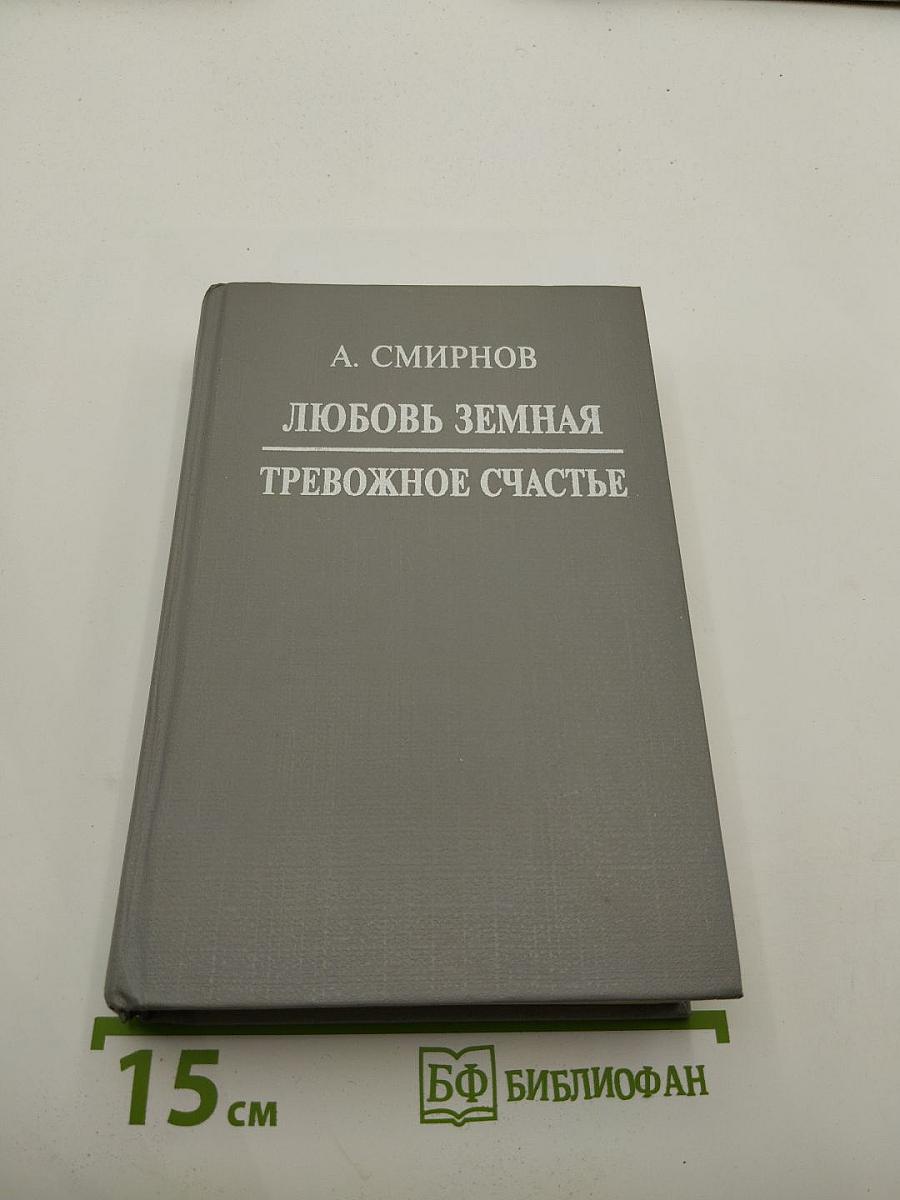 А. СМИРНОВ
ЛЮБОВЬ ЗЕМНАЯ
ТРЕВОЖНОЕ СЧАСТЬЕ
15 см
БФ БИБЛИОФАН